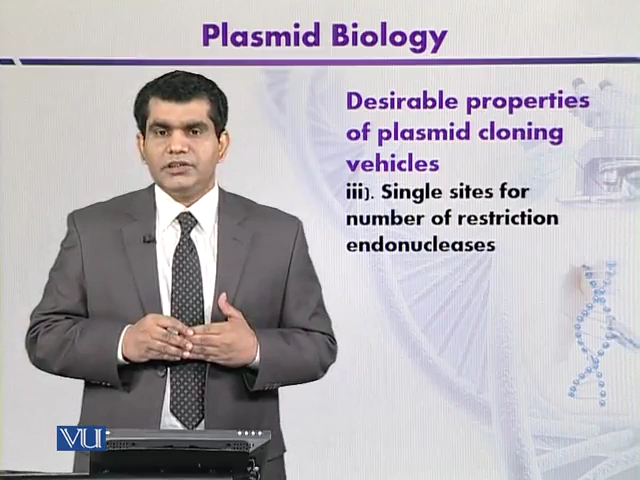 Plasmid Biology
Desirable properties
of plasmid cloning
vehicles
iii). Single sites for
number of restriction
endonucleases
VU